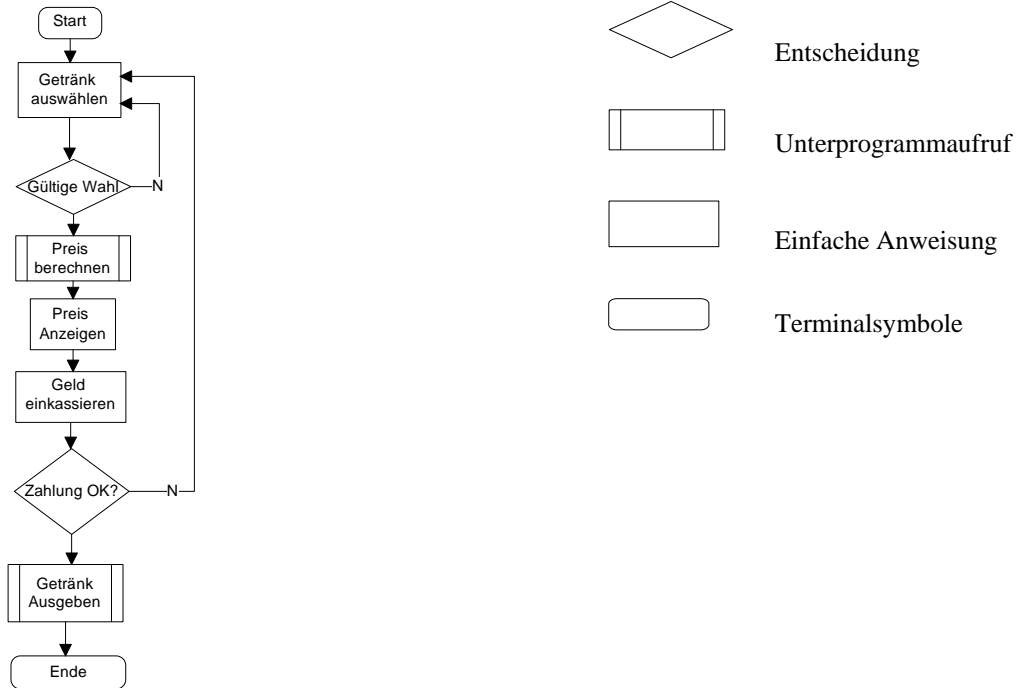 Start
Getränk
auswählen
Gültige Wahl
N
Preis
berechnen
Preis
Anzeigen
Geld
einkassieren
Zahlung OK?
N
Getränk
Ausgeben
Ende
Entscheidung
Unterprogrammaufruf
Einfache Anweisung
Terminalsymbole